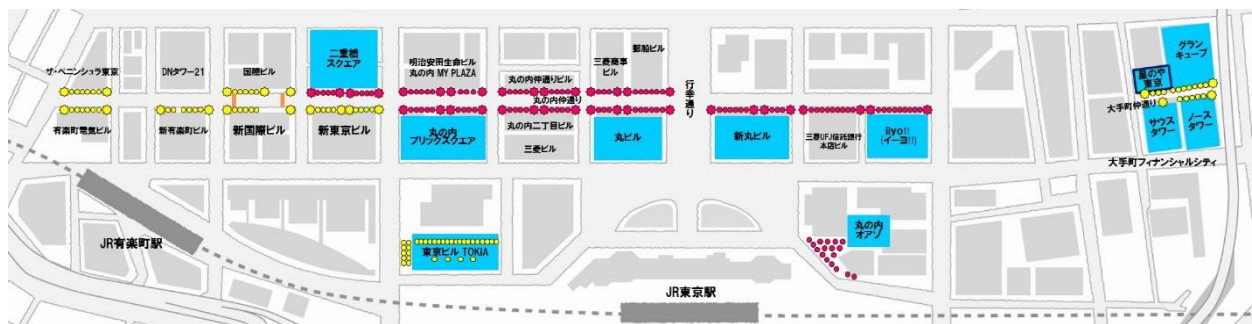 ザ・ペニンシュラ東京
DNタワー21
国際ビル
二重橋
スクエア
明治安田生命ビル
丸の内 MY PLAZA
丸の内仲通りビル
三菱商事
ビル
郵船ビル
行幸通り
グラン
キューブ
星のや
東京
大手町仲通り
丸の内仲通り
有楽町電気ビル
新有楽町ビル
新国際ビル
新東京ビル
丸の内
ブリックスクエア
丸の内二丁目ビル
三菱ビル
丸ビル
新丸ビル
三菱UFJ信託銀行
本店ビル
iiyo!!
(イーヨ!!)
サウス
タワー
ノース
タワー
大手町フィナンシャルシティ
JR有楽町駅
東京ビル TOKIA
丸の内
オアゾ
JR東京駅